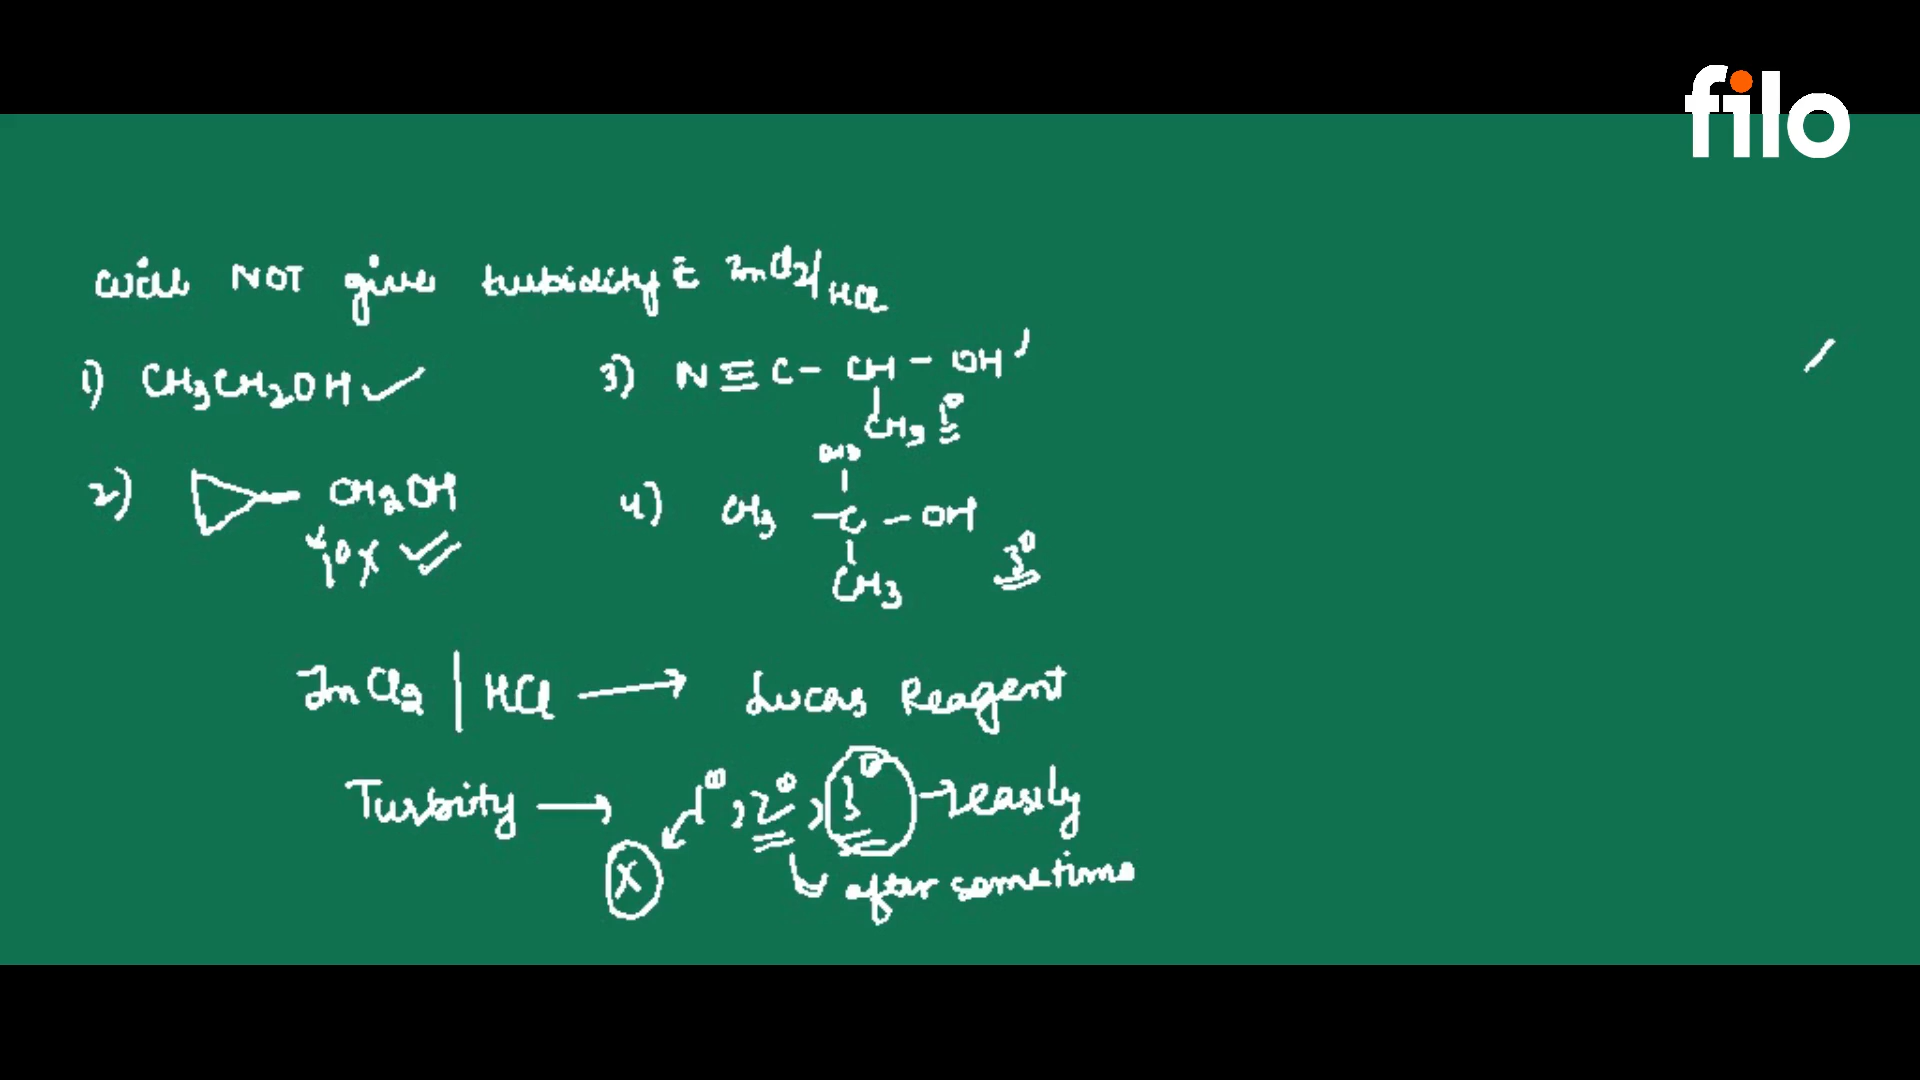 filo
will NOT give turbidity c̄ ZnCl2/HCl
1) CH3CH2OH ✓
3) N≡C-CH-OH ✓
CH3 1°
2) CH2OH
1° X ✓
4) CH3 -C-OH
CH3
CH3
3°
ZnCl2 | HCl → Lucas Reagent
Turbity → 1°, 2°, 3° → easily
X
after sometime